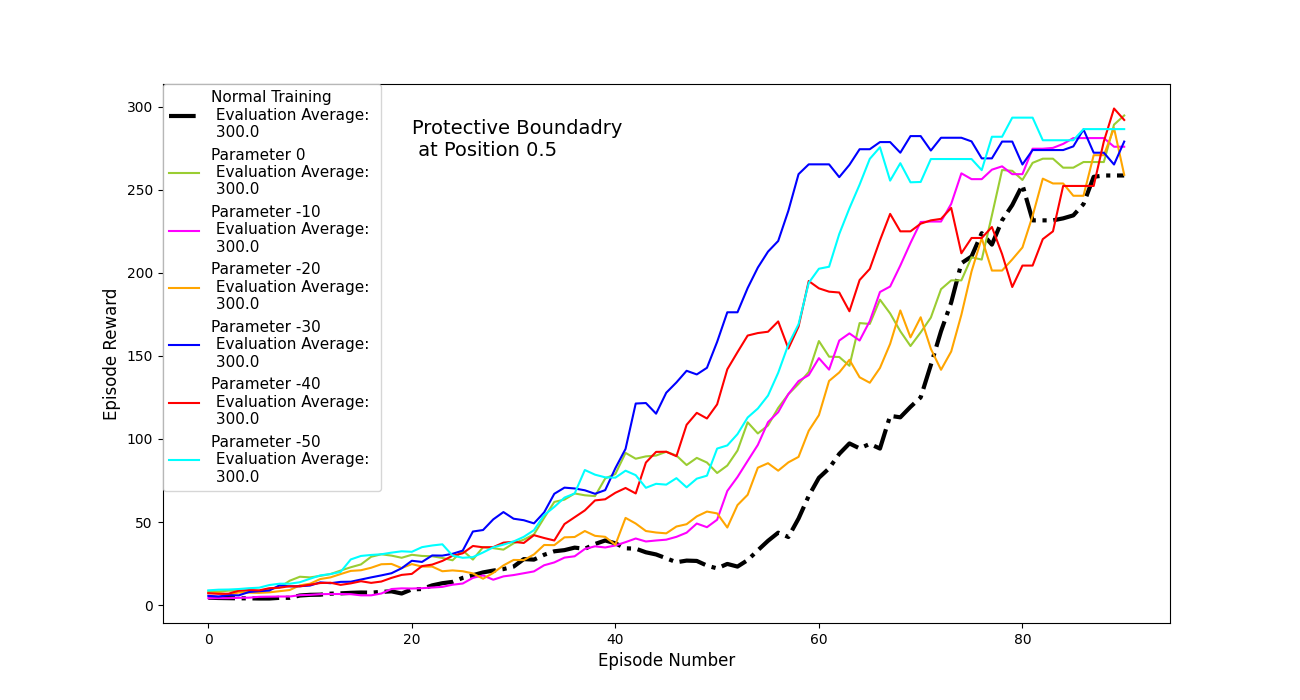 Protective Boundadry
at Position 0.5
Normal Training
Evaluation Average:
300.0
Parameter 0
Evaluation Average:
300.0
Parameter -10
Evaluation Average:
300.0
Parameter -20
Evaluation Average:
300.0
Parameter -30
Evaluation Average:
300.0
Parameter -40
Evaluation Average:
300.0
Parameter -50
Evaluation Average:
300.0
Episode Reward
300
250
200
150
100
50
0
0 20 40 60 80
Episode Number